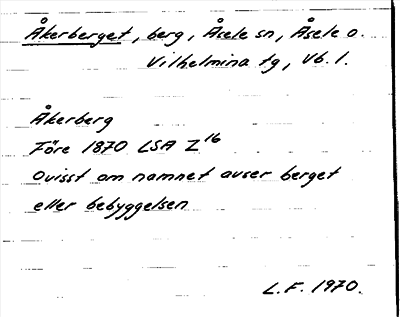 Åkerberget, berg, Åsele sn, Åsele o.
Vilhelmina tg, Vb. l.
Åkerberg
Före 1870 LSA Z16
Ovisst om namnet avser berget
eller bebyggelsen
L.F. 1970.